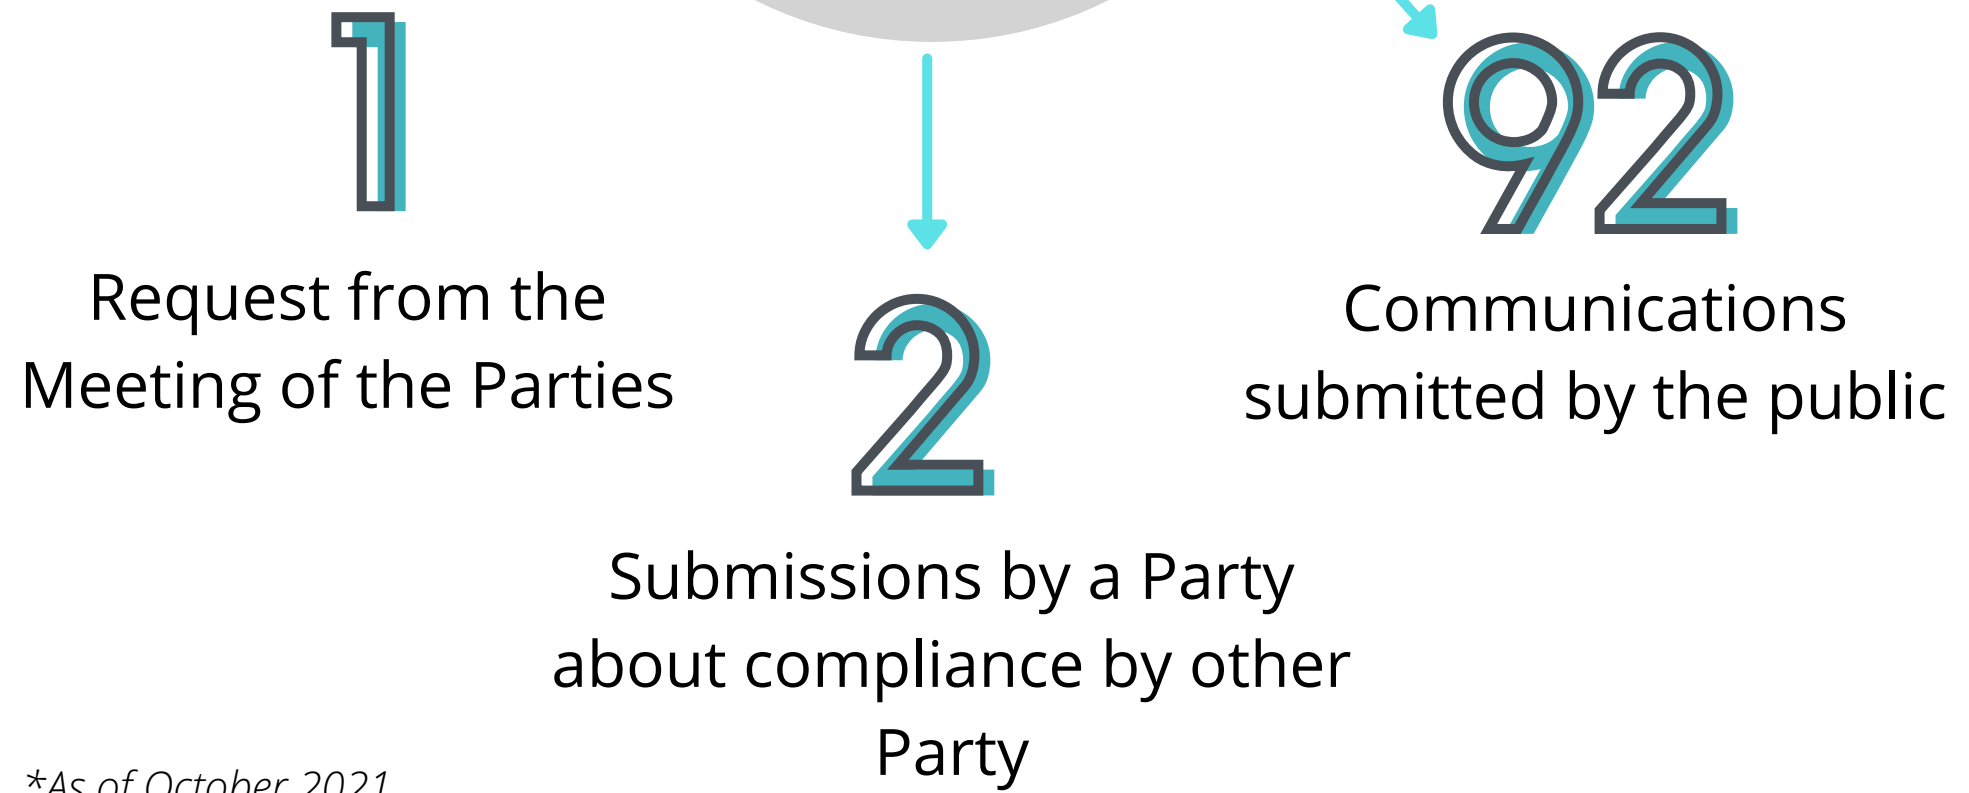 1
Request from the
Meeting of the Parties
2
Submissions by a Party
about compliance by other
Party
92
Communications
submitted by the public
*As of October 2021